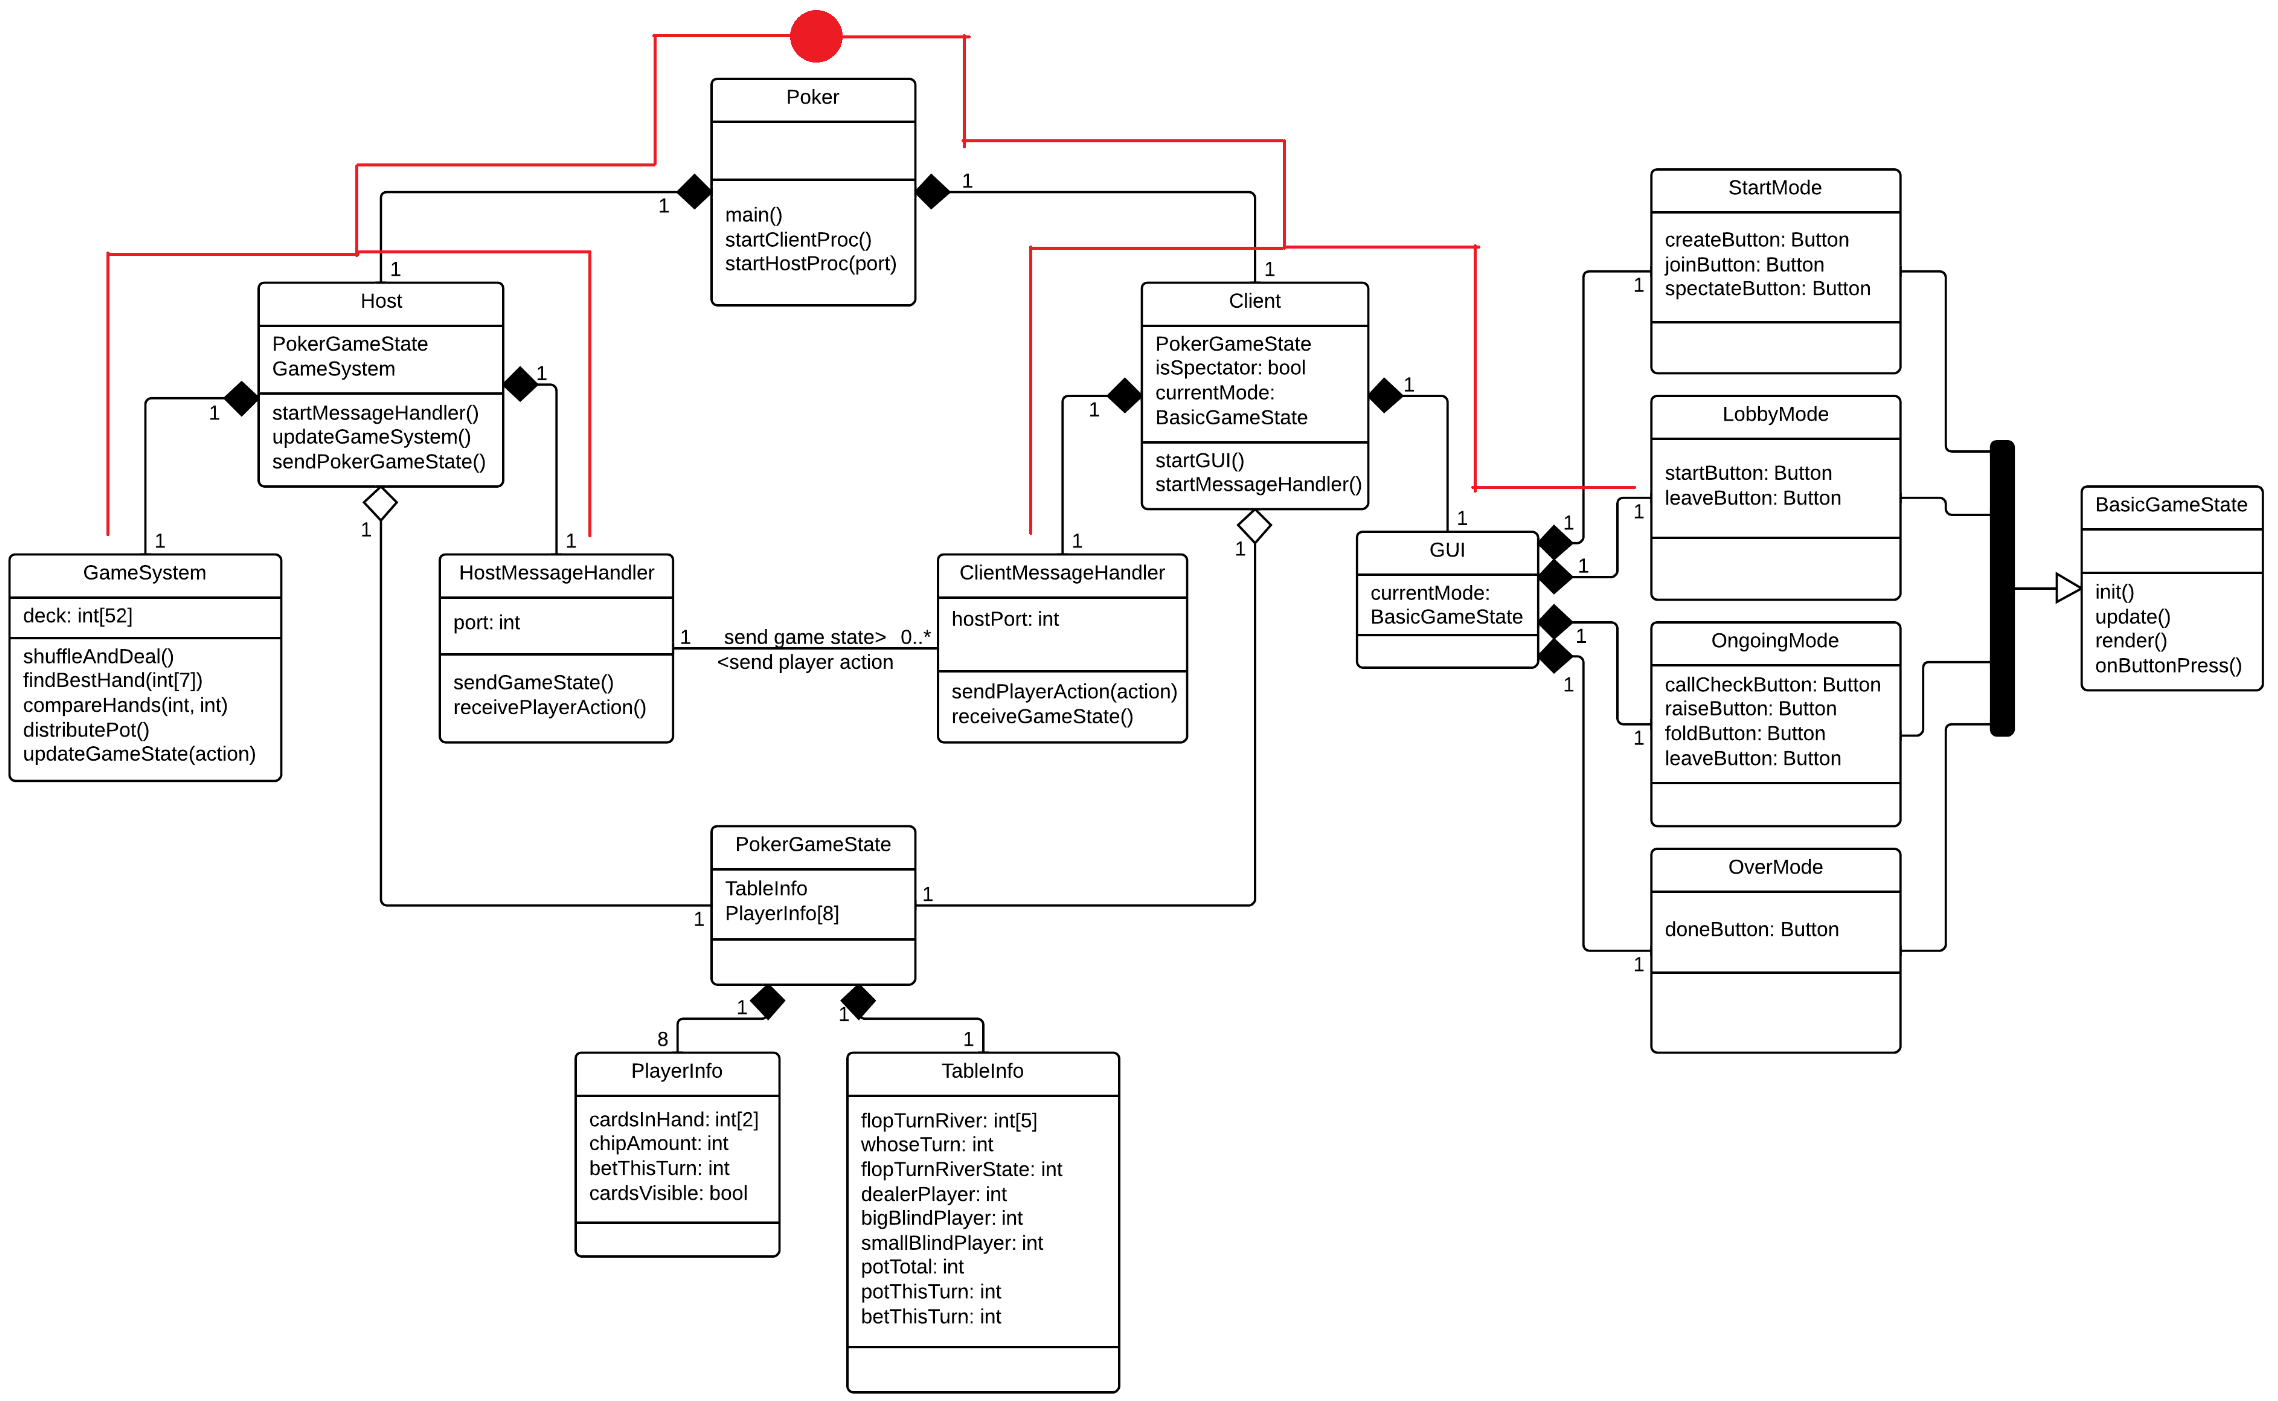 Poker
main()
startClientProc()
startHostProc(port)
1
1
1
1
Host
PokerGameState
GameSystem
startMessageHandler()
updateGameSystem()
sendPokerGameState()
1
1
1
1
1
Client
PokerGameState
isSpectator: bool
currentMode:
BasicGameState
startGUI()
startMessageHandler()
1
1
1
1
1
GameSystem
deck: int[52]
shuffleAndDeal()
findBestHand(int[7])
compareHands(int, int)
distributePot()
updateGameState(action)
HostMessageHandler
port: int
sendGameState()
receivePlayerAction()
1 send game state> 0..*
<send player action
ClientMessageHandler
hostPort: int
sendPlayerAction(action)
receiveGameState()
GUI
currentMode:
BasicGameState
1
1
1
1
StartMode
createButton: Button
joinButton: Button
spectateButton: Button
1
LobbyMode
startButton: Button
leaveButton: Button
1
OngoingMode
callCheckButton: Button
raiseButton: Button
foldButton: Button
leaveButton: Button
1
OverMode
doneButton: Button
1
BasicGameState
init()
update()
render()
onButtonPress()
PokerGameState
TableInfo
PlayerInfo[8]
1
1
1
1
8
1
PlayerInfo
cardsInHand: int[2]
chipAmount: int
betThisTurn: int
cardsVisible: bool
TableInfo
flopTurnRiver: int[5]
whoseTurn: int
flopTurnRiverState: int
dealerPlayer: int
bigBlindPlayer: int
smallBlindPlayer: int
potTotal: int
potThisTurn: int
betThisTurn: int